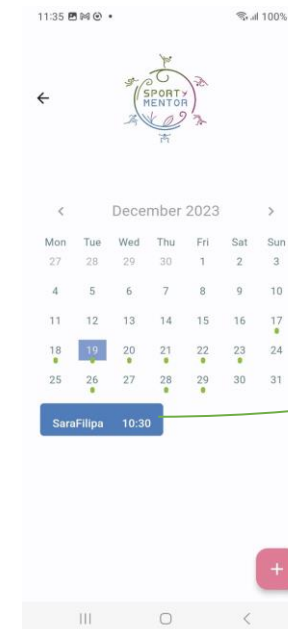 11:35 100%
SPORTY
MENTOR
December 2023
Mon Tue Wed Thu Fri Sat Sun
27 28 29 30 1 2 3
4 5 6 7 8 9 10
11 12 13 14 15 16 17
18 19 20 21 22 23 24
25 26 27 28 29 30 31
SaraFilipa 10:30
+